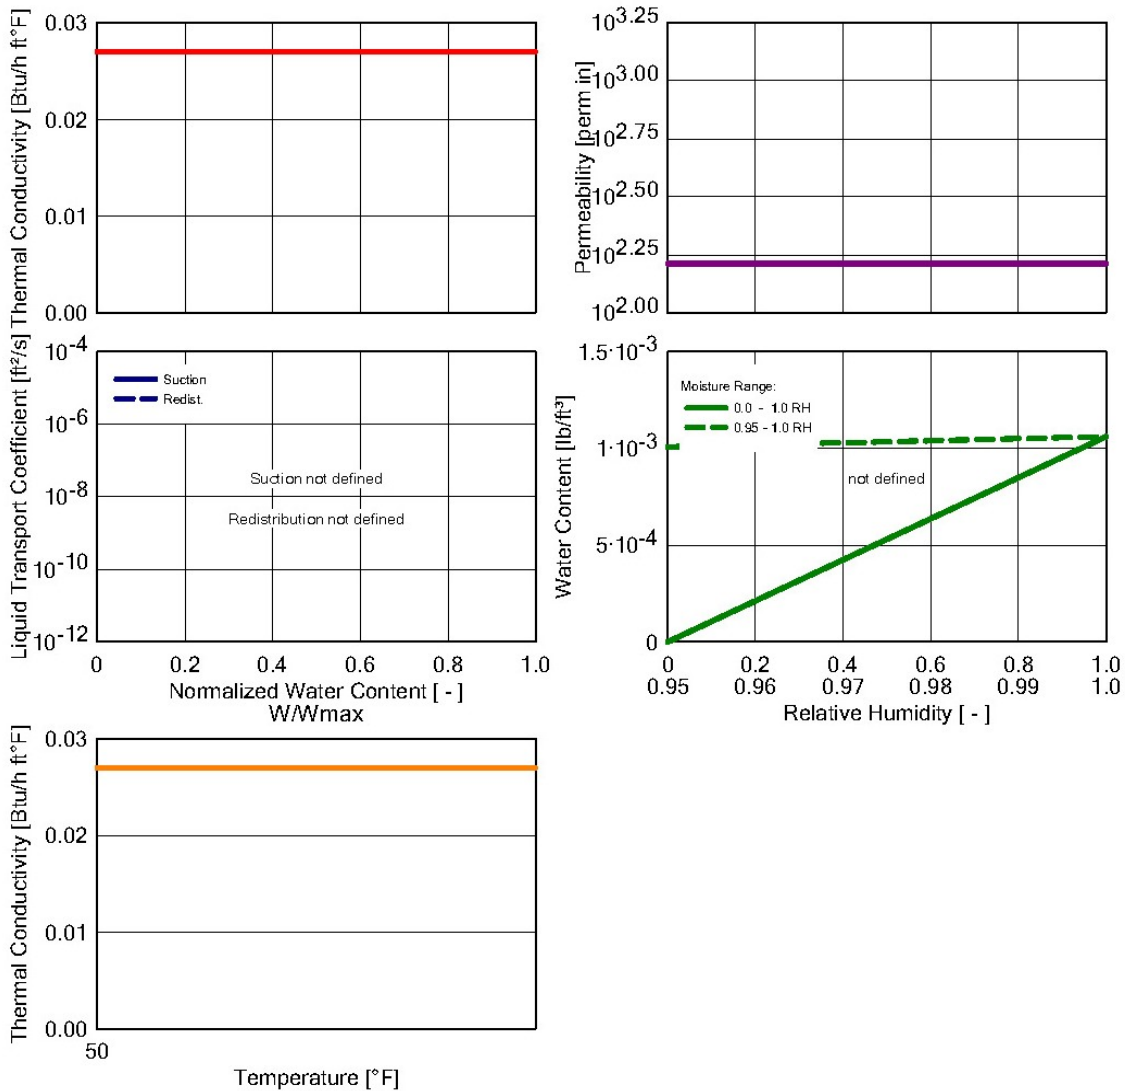 Thermal Conductivity [Btu/h ft°F]
0.03
0.02
0.01
0.00
Permeability [perm in]
10^3.25
10^3.00
10^2.75
10^2.50
10^2.25
10^2.00
Liquid Transport Coefficient [ft²/s]
10^-4
10^-6
10^-8
10^-10
10^-12
Suction
Redist.
Suction not defined
Redistribution not defined
0 0.2 0.4 0.6 0.8 1.0
Normalized Water Content [ - ]
W/Wmax
Water Content [lb/ft³]
1.5·10^-3
1·10^-3
5·10^-4
0
Moisture Range:
0.0 - 1.0 RH
0.95 - 1.0 RH
not defined
0 0.2 0.4 0.6 0.8 1.0
0.95 0.96 0.97 0.98 0.99 1.0
Relative Humidity [ - ]
Thermal Conductivity [Btu/h ft°F]
0.03
0.02
0.01
0.00
50
Temperature [°F]